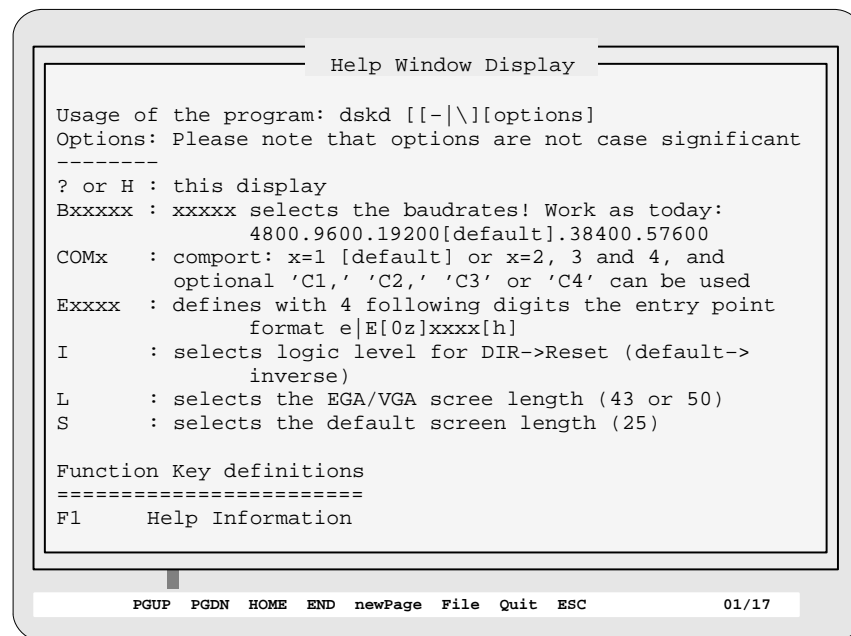 Help Window Display
Usage of the program: dskd [[-|\][options]
Options: Please note that options are not case significant
--------
? or H : this display
Bxxxxx : xxxxx selects the baudrates! Work as today:
4800.9600.19200[default].38400.57600
COMx : comport: x=1 [default] or x=2, 3 and 4, and
optional 'C1,' 'C2,' 'C3' or 'C4' can be used
Exxxx : defines with 4 following digits the entry point
format e|E[0z]xxxx[h]
I : selects logic level for DIR->Reset (default->
inverse)
L : selects the EGA/VGA scree length (43 or 50)
S : selects the default screen length (25)
Function Key definitions
========================
F1 Help Information
PGUP PGDN HOME END newPage File Quit ESC 01/17